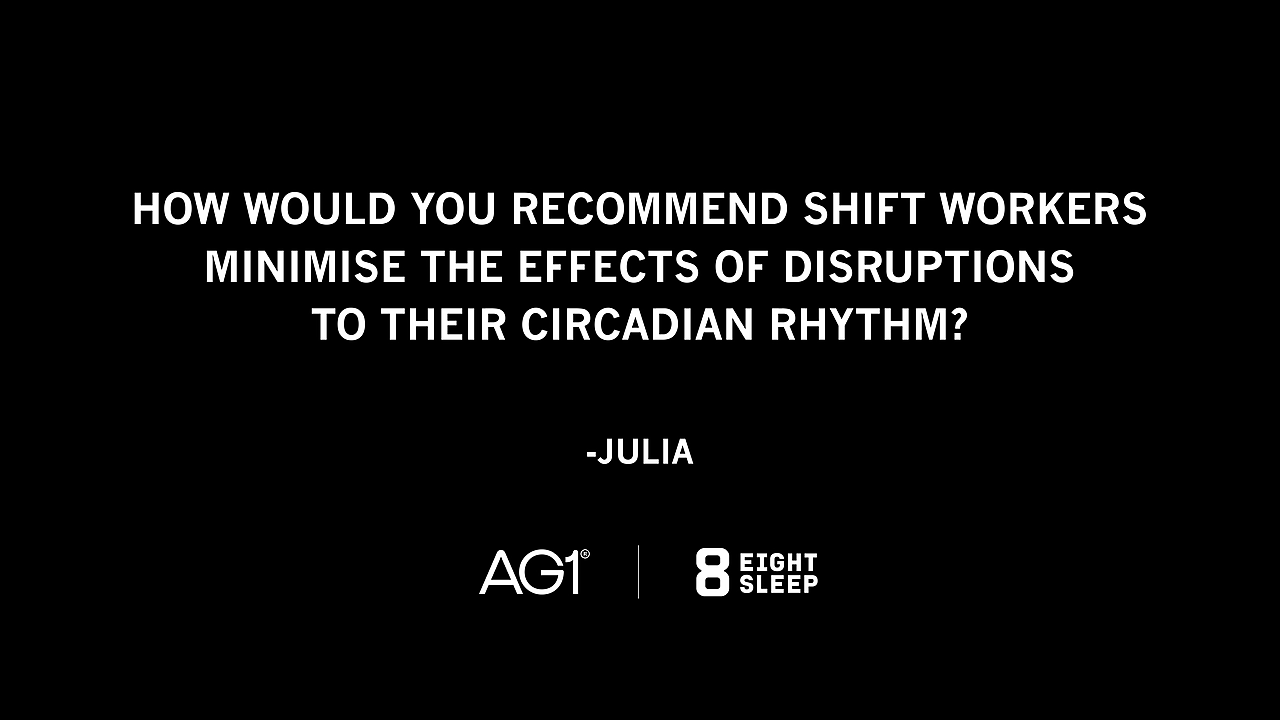 HOW WOULD YOU RECOMMEND SHIFT WORKERS
MINIMISE THE EFFECTS OF DISRUPTIONS
TO THEIR CIRCADIAN RHYTHM?
-JULIA
AG1®
8 EIGHT
SLEEP